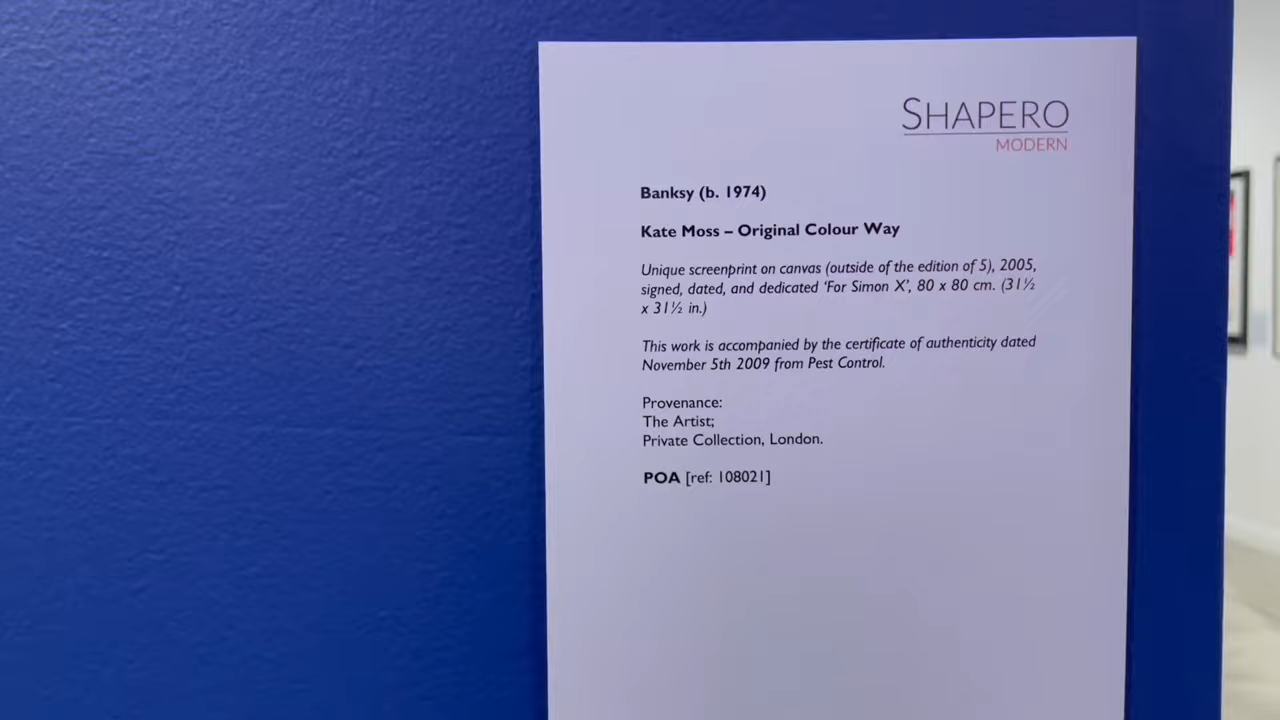 SHAPERO
MODERN
Banksy (b. 1974)
Kate Moss – Original Colour Way
Unique screenprint on canvas (outside of the edition of 5), 2005,
signed, dated, and dedicated ‘For Simon X’, 80 x 80 cm. (31½
x 31½ in.)
This work is accompanied by the certificate of authenticity dated
November 5th 2009 from Pest Control.
Provenance:
The Artist;
Private Collection, London.
POA [ref: 108021]